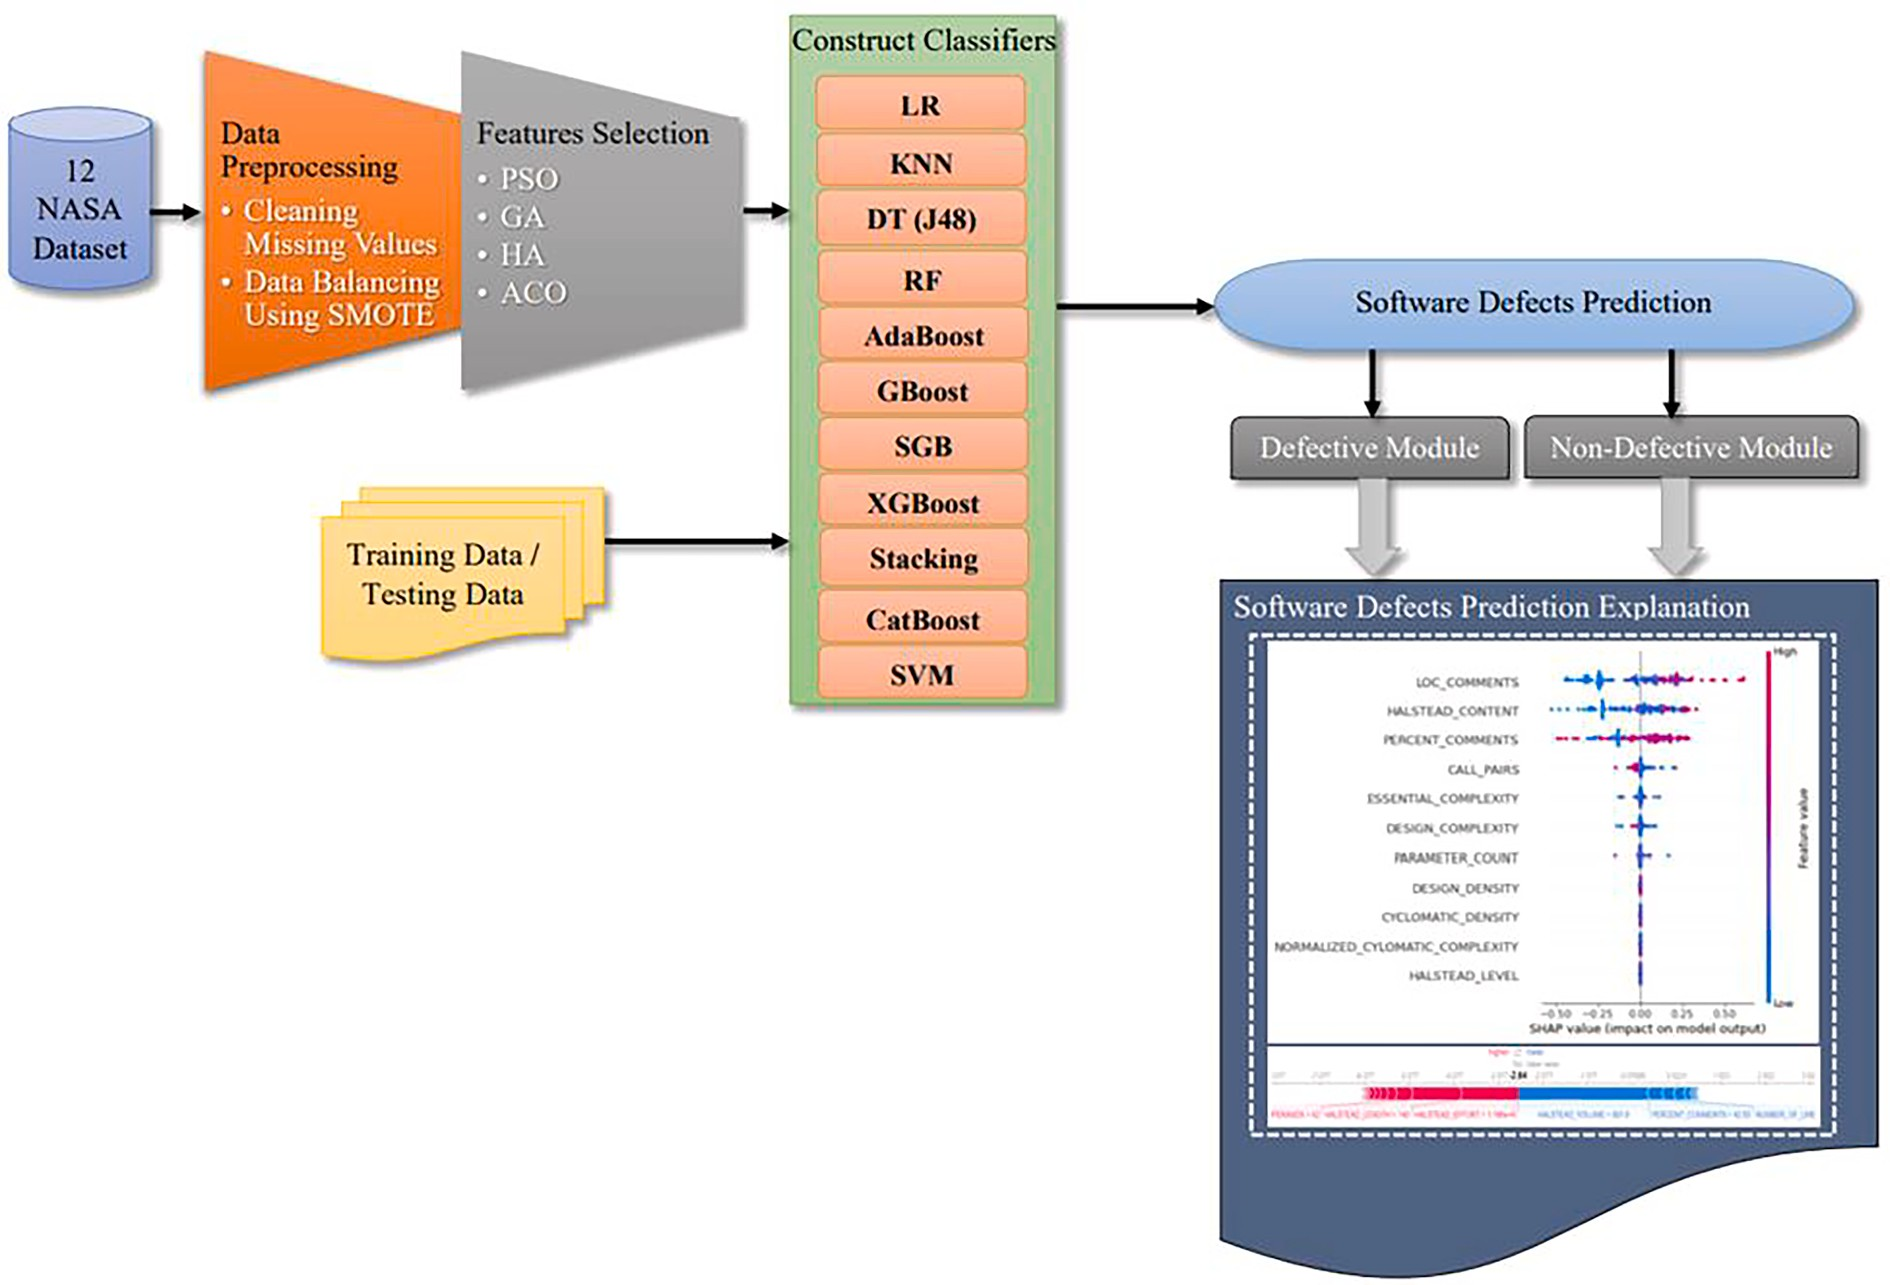 12
NASA
Dataset
Data
Preprocessing
• Cleaning
Missing Values
• Data Balancing
Using SMOTE
Features Selection
• PSO
• GA
• HA
• ACO
Training Data /
Testing Data
Construct Classifiers
LR
KNN
DT (J48)
RF
AdaBoost
GBoost
SGB
XGBoost
Stacking
CatBoost
SVM
Software Defects Prediction
Defective Module
Non-Defective Module
Software Defects Prediction Explanation
High
LOC_COMMENTS
HALSTEAD_CONTENT
PERCENT_COMMENTS
CALL_PAIRS
ESSENTIAL_COMPLEXITY
DESIGN_COMPLEXITY
PARAMETER_COUNT
DESIGN_DENSITY
CYCLOMATIC_DENSITY
NORMALIZED_CYLOMATIC_COMPLEXITY
HALSTEAD_LEVEL
Feature value
Low
−0.50 −0.25 0.00 0.25 0.50
SHAP value (impact on model output)
-2.84